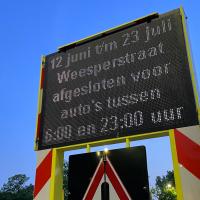 12 juni t/m 23 juli
Weesperstraat
afgesloten voor
auto's tussen
6:00 en 23:00 uur